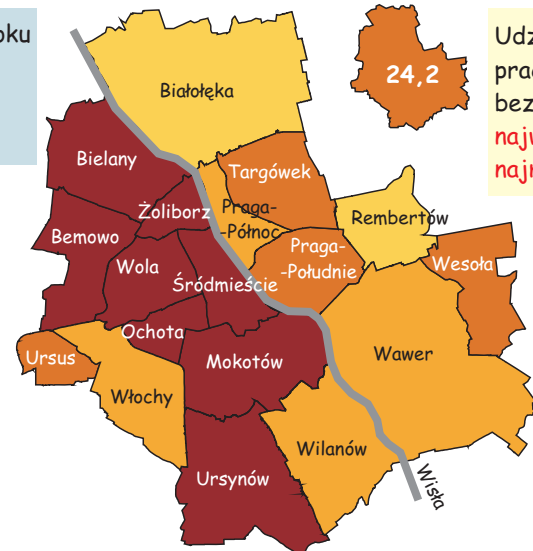 oku
24,2
Udz
prac
bez
najw
najn
Białołęka
Bielany
Targówek
Żoliborz
Praga-
-Północ
Rembertów
Bemowo
Wola
Śródmieście
Praga-
-Południe
Wesoła
Ochota
Ursus
Mokotów
Wawer
Włochy
Wilanów
Ursynów
Wisła